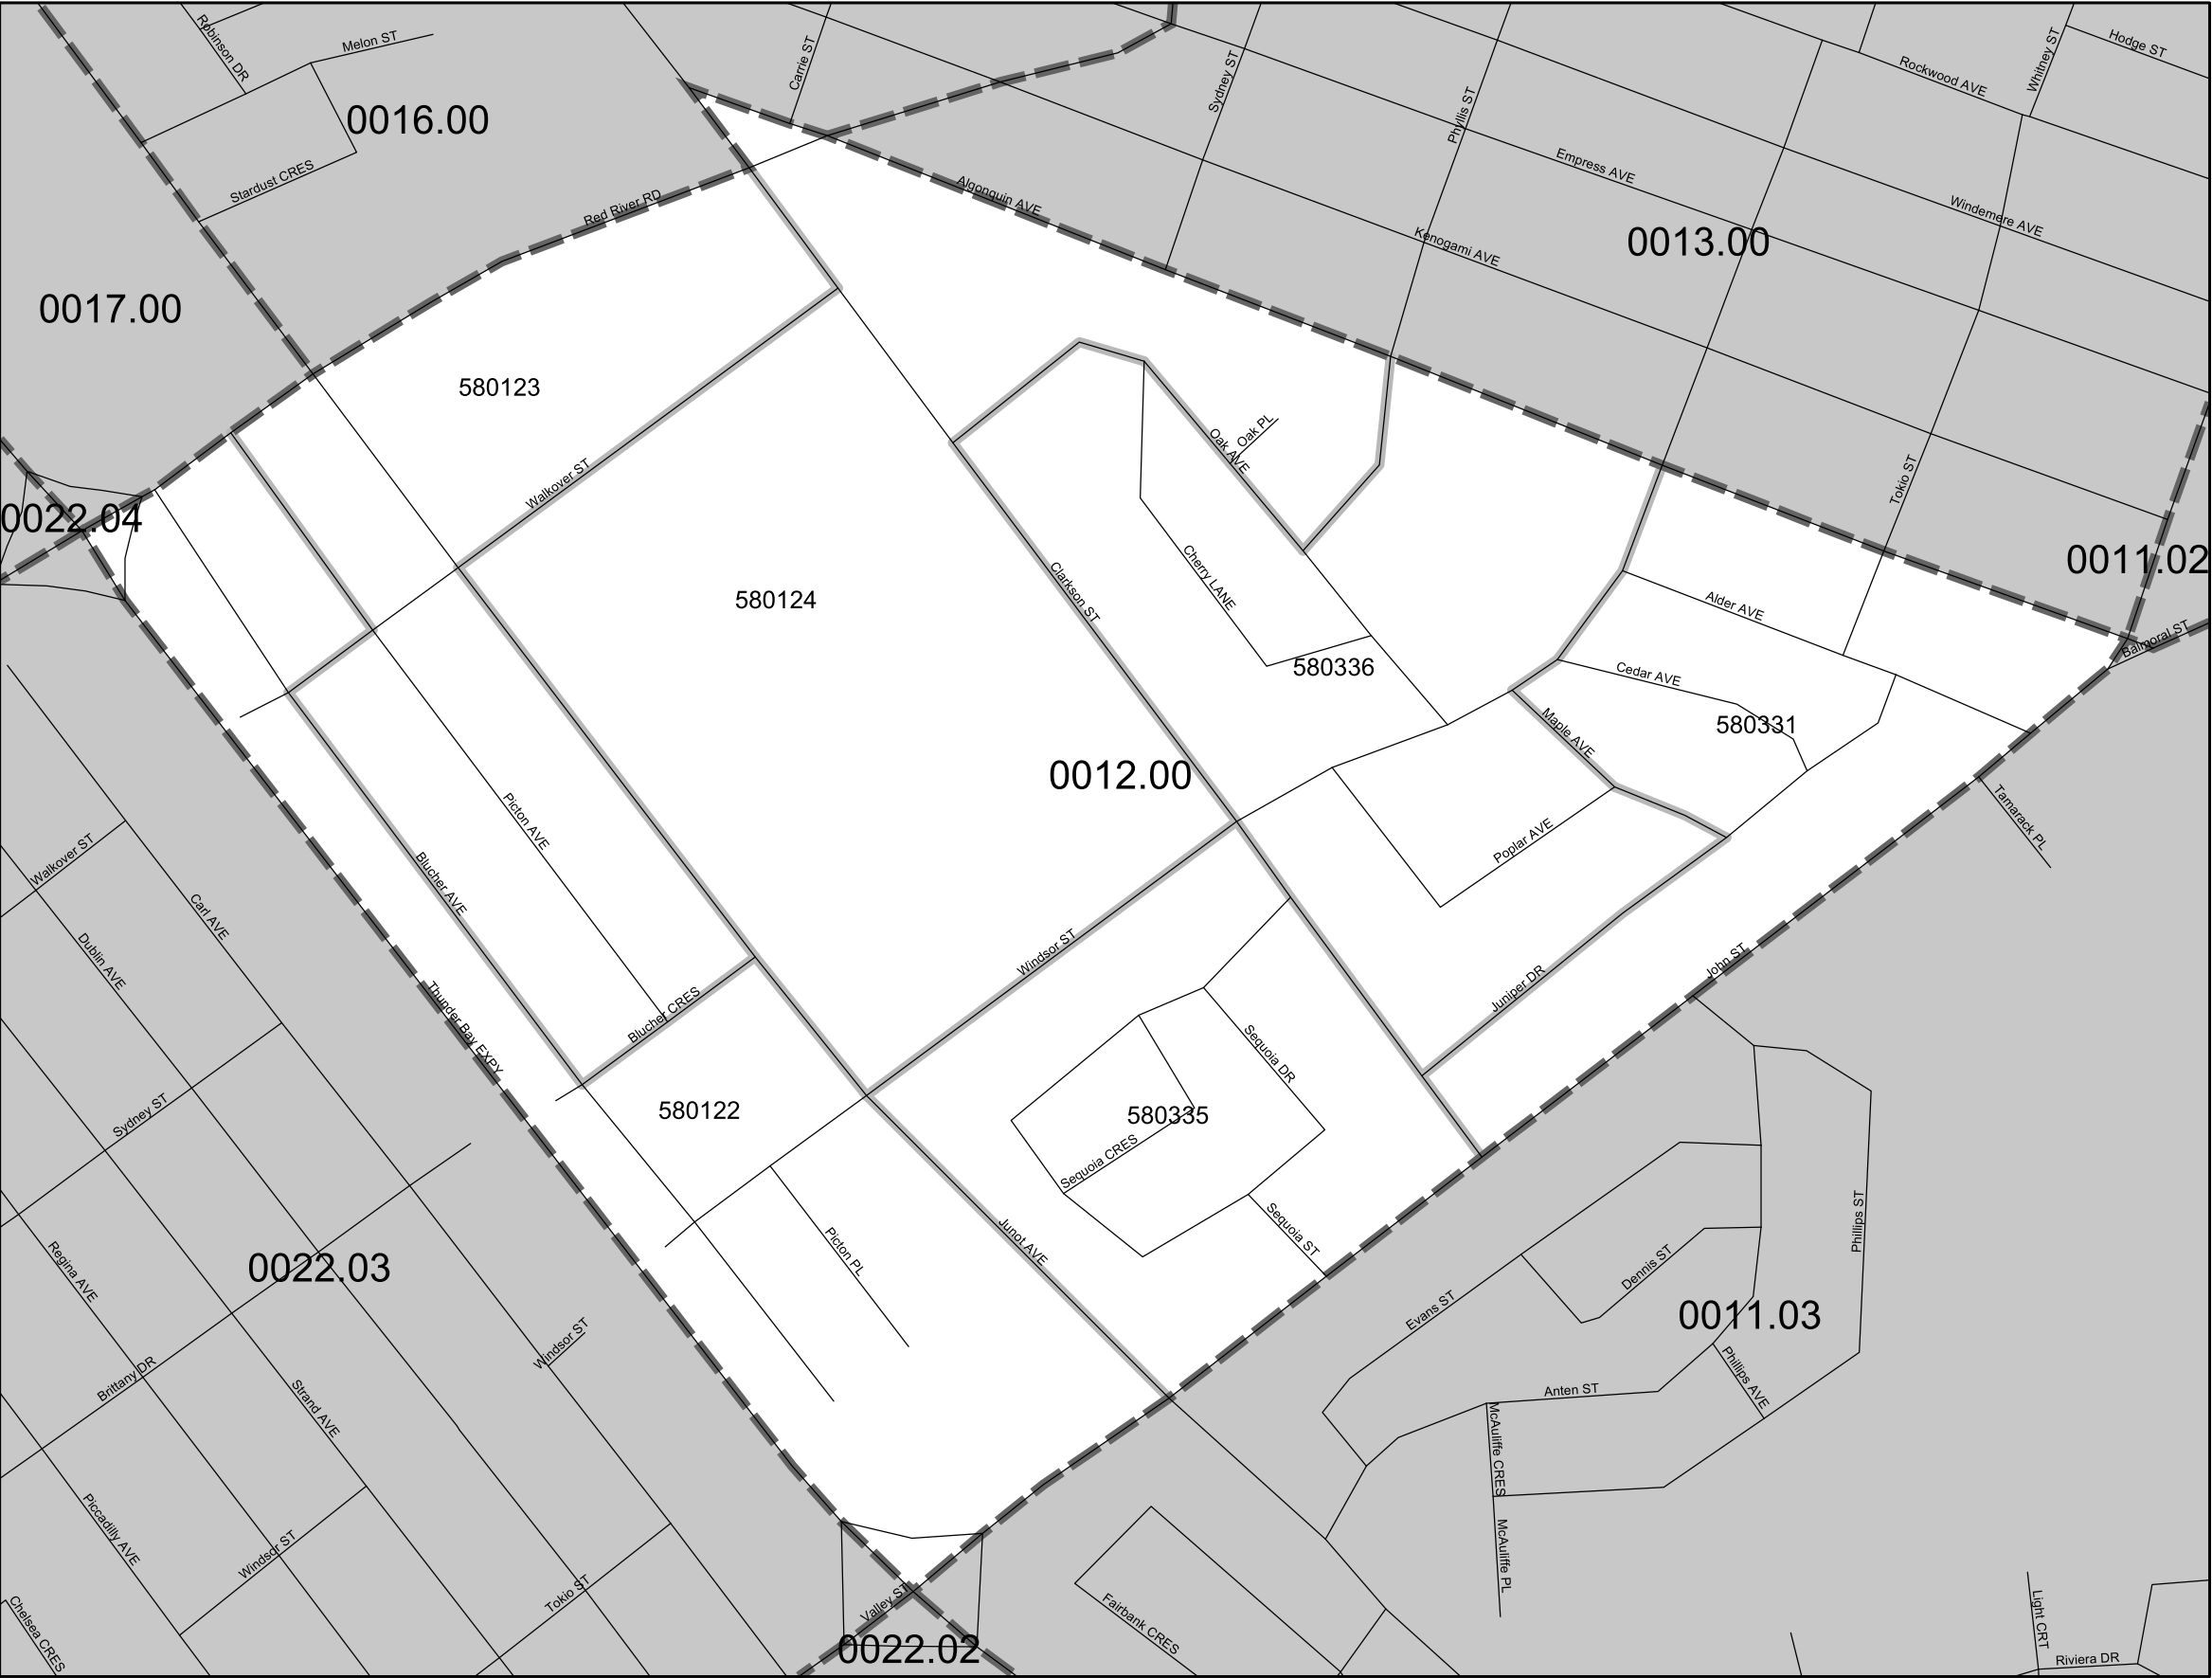 Robinson DR
Melon ST
Carrie ST
Sydney ST
Phyllis ST
Whitney ST
Hodge ST
Rockwood AVE
0016.00
Stardust CRES
Red River RD
Algonquin AVE
Empress AVE
Windemere AVE
Kenogami AVE
0013.00
0017.00
580123
Oak AVE
Oak PL
Walkover ST
Tokio ST
0022.04
0011.02
Clarkson ST
Cherry LANE
580124
Alder AVE
Balmoral ST
580336
Cedar AVE
Maple AVE
580331
0012.00
Picton AVE
Tamarack PL
Poplar AVE
Walkover ST
Blucher AVE
Carl AVE
Dublin AVE
Windsor ST
John ST
Juniper DR
Thunder Bay EXPY
Blucher CRES
Sequoia DR
580122
580335
Sydney ST
Sequoia CRES
Phillips ST
Junot AVE
Sequoia ST
Picton PL
Regina AVE
0022.03
Dennis ST
Evans ST
0011.03
Windsor ST
Brittany DR
Strand AVE
Anten ST
Phillips AVE
McAuliffe CRES
Piccadilly AVE
Windsor ST
Tokio ST
McAuliffe PL
Valley ST
Fairbank CRES
Chelsea CRES
0022.02
Light CRT
Riviera DR